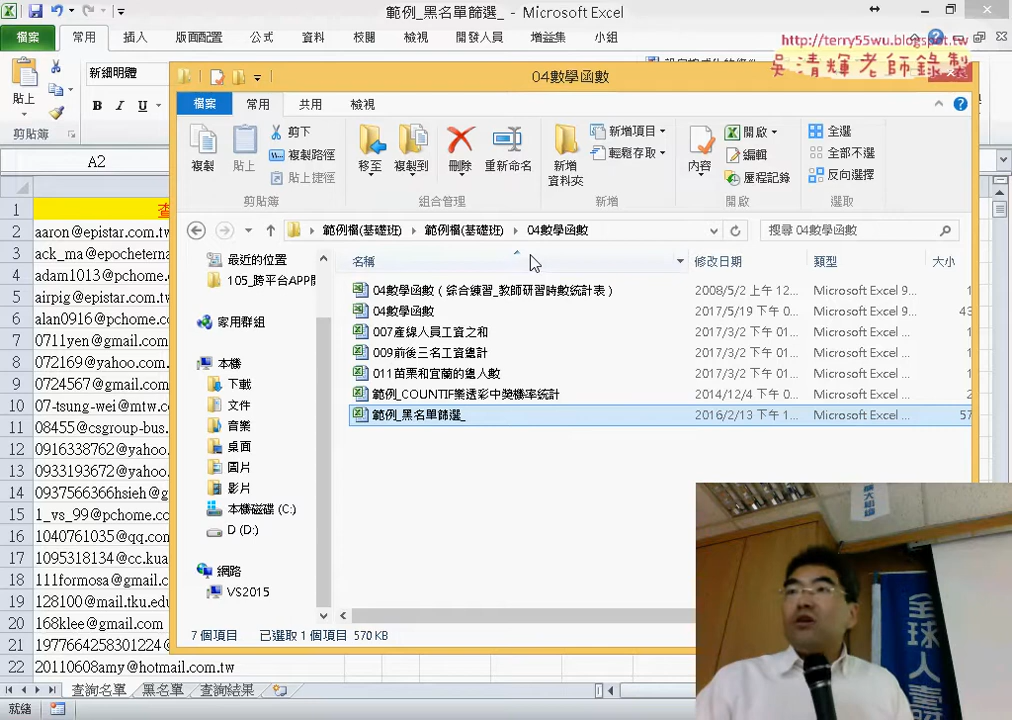 範例_黑名單篩選_ - Microsoft Excel
檔案 常用 插入 版面配置 公式 資料 校閱 檢視 開發人員 增益集 小組
http://terry55wu.blogspot.tw
吳清輝老師錄製
貼上
新細明體
B I U
剪貼簿
A2
04數學函數
檔案 常用 共用 檢視
複製 貼上 剪下 複製路徑 貼上捷徑
移至 複製到 刪除 重新命名
新增資料夾 新增項目 輕鬆存取
內容 開啟 編輯 歷程記錄
全選 全部不選 反向選擇
剪貼簿 組合管理 新增 開啟 選取
範例檔(基礎班) 範例檔(基礎班) 04數學函數
搜尋 04數學函數
名稱 修改日期 類型 大小
04數學函數（綜合練習_教師研習時數統計表） 2008/5/2 上午 12... Microsoft Excel 9...
04數學函數 2017/5/19 下午 0... Microsoft Excel 9... 43
007產線人員工資之和 2017/3/2 下午 0... Microsoft Excel ... 1
009前後三名工資總計 2017/3/2 下午 0... Microsoft Excel ... 1
011苗栗和宜蘭的總人數 2017/3/2 下午 0... Microsoft Excel ... 1
範例_COUNTIF樂透彩中獎機率统計 2014/12/4 下午 0... Microsoft Excel ... 2
範例_黑名單篩選_ 2016/2/13 下午 1... Microsoft Excel ... 57
最近的位置
105_跨平台APP開
家用群組
本機
下載
文件
音樂
桌面
圖片
影片
本機磁碟 (C:)
D (D:)
網路
VS2015
7 個項目 已選取 1 個項目 570 KB
1 查
2 aaron@epistar.com.tw
3 ack_ma@epocheterna
4 adam1013@pchome.
5 airpig@epistar.com.tw
6 alan0916@pchome.c
7 0711yen@gmail.com
8 072169@yahoo.com.
9 0724567@gmail.com
10 07-tsung-wei@mtw.c
11 08455@csgroup-bus.
12 0916338762@yahoo.
13 0933193672@yahoo.
14 0937566366hsieh@g
15 1_vs_99@pchome.com
16 1040761035@qq.com
17 1095318134@cc.kua
18 111formosa@gmail.c
19 128100@mail.tku.edu
20 168klee@gmail.com
21 1977664258301224@
22 20110608amy@hotmail.com.tw
查詢名單 黑名單 查詢結果
就緒
全球人壽